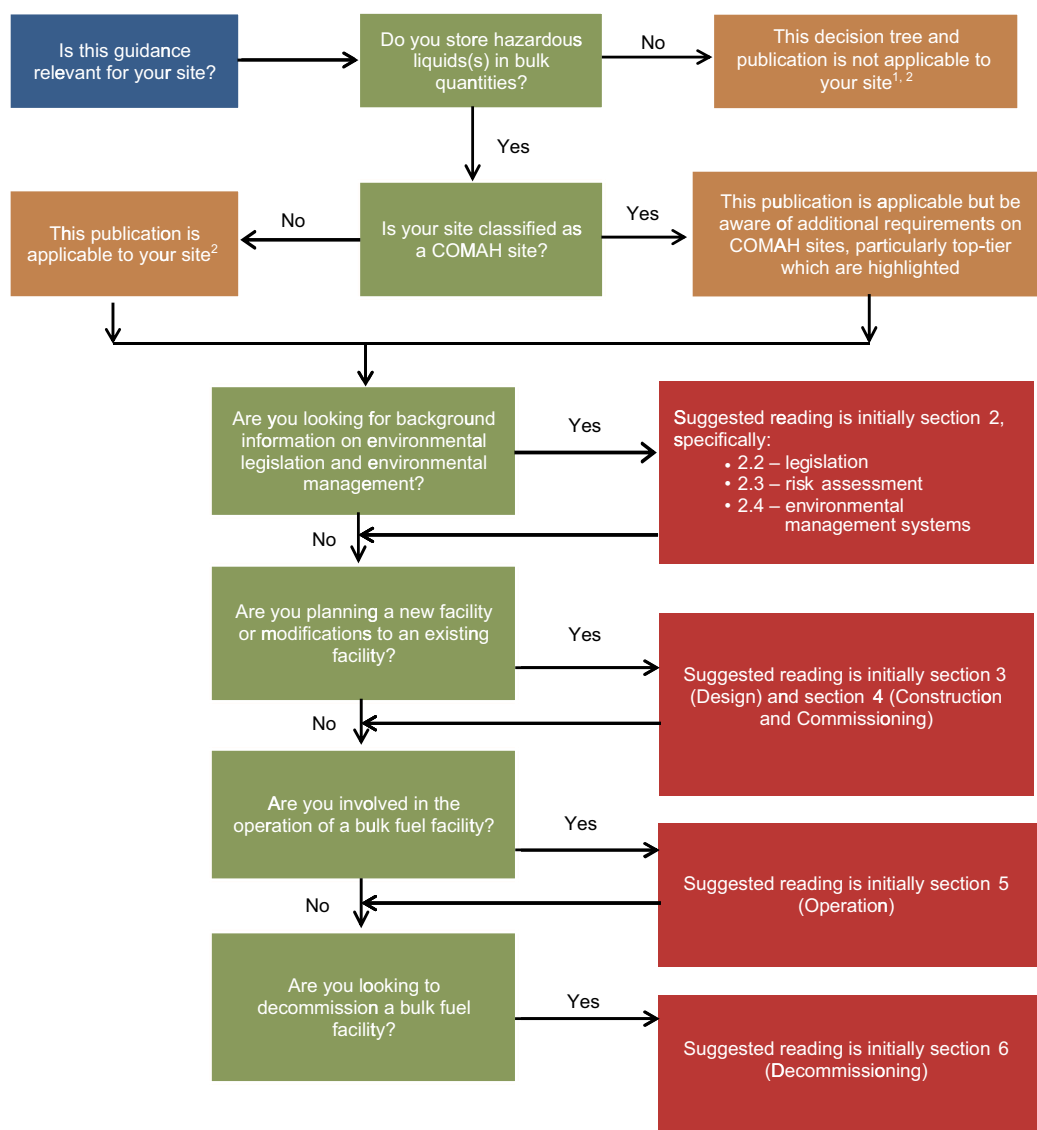 Is this guidance
relevant for your site?
Do you store hazardous
liquids(s) in bulk
quantities?
No
This decision tree and
publication is not applicable to
your site1, 2
Yes
This publication is
applicable to your site2
No
Is your site classified as
a COMAH site?
Yes
This publication is applicable but be
aware of additional requirements on
COMAH sites, particularly top-tier
which are highlighted
Are you looking for background
information on environmental
legislation and environmental
management?
Yes
Suggested reading is initially section 2,
specifically:
• 2.2 – legislation
• 2.3 – risk assessment
• 2.4 – environmental
management systems
No
Are you planning a new facility
or modifications to an existing
facility?
Yes
Suggested reading is initially section 3
(Design) and section 4 (Construction
and Commissioning)
No
Are you involved in the
operation of a bulk fuel facility?
Yes
Suggested reading is initially section 5
(Operation)
No
Are you looking to
decommission a bulk fuel
facility?
Yes
Suggested reading is initially section 6
(Decommissioning)